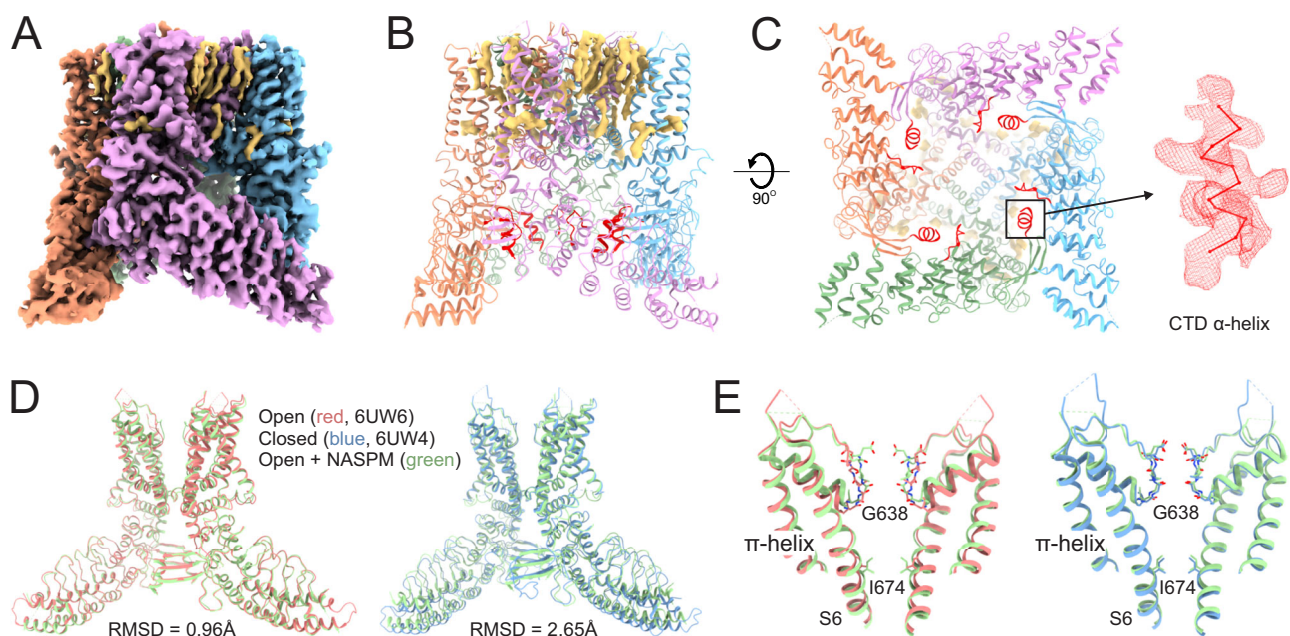 A
B
C
90°
CTD α-helix
D
Open (red, 6UW6)
Closed (blue, 6UW4)
Open + NASPM (green)
RMSD = 0.96Å
RMSD = 2.65Å
E
G638
π-helix
I674
S6
G638
π-helix
I674
S6